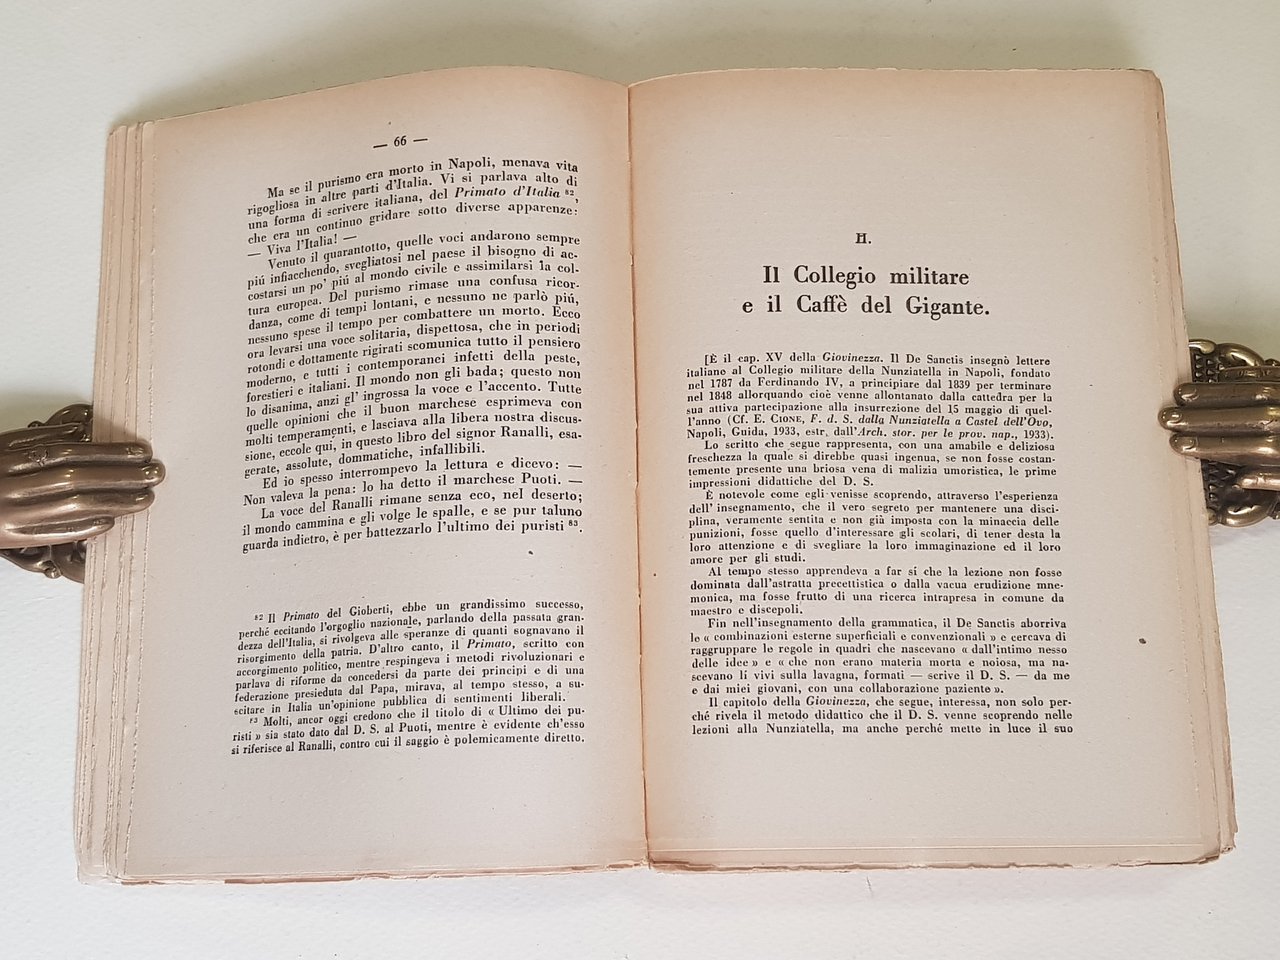 — 66 —
Ma se il purismo era morto in Napoli, menava vita
rigogliosa in altre parti d'Italia. Vi si parlava alto di
una forma di scrivere italiana, del Primato d'Italia ⁸²,
che era un continuo gridare sotto diverse apparenze:
— Viva l'Italia! —
Venuto il quarantotto, quelle voci andarono sempre
piú infiacchendo, svegliatosi nel paese il bisogno di ac-
costarsi un po' piú al mondo civile e assimilarsi la col-
tura europea. Del purismo rimase una confusa ricor-
danza, come di tempi lontani, e nessuno ne parlò piú,
nessuno spese il tempo per combattere un morto. Ecco
ora levarsi una voce solitaria, dispettosa, che in periodi
rotondi e dottamente rigirati scomunica tutto il pensiero
moderno, e tutti i contemporanei infetti della peste,
forestieri e italiani. Il mondo non gli bada; questo non
lo disanima, anzi gl' ingrossa la voce e l'accento. Tutte
quelle opinioni che il buon marchese esprimeva con
molti temperamenti, e lasciava alla libera nostra discus-
sione, eccole qui, in questo libro del signor Ranalli, esa-
gerate, assolute, dommatiche, infallibili.
Ed io spesso interrompevo la lettura e dicevo: —
Non valeva la pena: lo ha detto il marchese Puoti. —
La voce del Ranalli rimane senza eco, nel deserto;
il mondo cammina e gli volge le spalle, e se pur taluno
guarda indietro, è per battezzarlo l'ultimo dei puristi ⁸³.
⁸² Il Primato del Gioberti, ebbe un grandissimo successo,
perché eccitando l'orgoglio nazionale, parlando della passata gran-
dezza dell'Italia, si rivolgeva alle speranze di quanti sognavano il
risorgimento della patria. D'altro canto, il Primato, scritto con
accorgimento politico, mentre respingeva i metodi rivoluzionari e
parlava di riforme da concedersi da parte dei principi e di una
federazione presieduta dal Papa, mirava, al tempo stesso, a su-
scitare in Italia un'opinione pubblica di sentimenti liberali.
⁸³ Molti, ancor oggi credono che il titolo di « Ultimo dei pu-
risti » sia stato dato dal D. S. al Puoti, mentre è evidente ch'esso
si riferisce al Ranalli, contro cui il saggio è polemicamente diretto.
II.
Il Collegio militare
e il Caffè del Gigante.
[È il cap. XV della Giovinezza. Il De Sanctis insegnò lettere
italiane al Collegio militare della Nunziatella in Napoli, fondato
nel 1787 da Ferdinando IV, a principiare dal 1839 per terminare
nel 1848 allorquando cioè venne allontanato dalla cattedra per la
sua attiva partecipazione alla insurrezione del 15 maggio di quel-
l'anno (Cf. E. CIONE, F. d. S. dalla Nunziatella a Castel dell'Ovo,
Napoli, Guida, 1933, estr, dall'Arch. stor. per le prov. nap., 1933).
Lo scritto che segue rappresenta, con una amabile e deliziosa
freschezza la quale si direbbe quasi ingenua, se non fosse costan-
temente presente una briosa vena di malizia umoristica, le prime
impressioni didattiche del D. S.
È notevole come egli venisse scoprendo, attraverso l'esperienza
dell' insegnamento, che il vero segreto per mantenere una disci-
plina, veramente sentita e non già imposta con la minaccia delle
punizioni, fosse quello d'interessare gli scolari, di tener desta la
loro attenzione e di svegliare la loro immaginazione ed il loro
amore per gli studi.
Al tempo stesso apprendeva a far sí che la lezione non fosse
dominata dall'astratta precettistica o dalla vacua erudizione mne-
monica, ma fosse frutto di una ricerca intrapresa in comune da
maestro e discepoli.
Fin nell'insegnamento della grammatica, il De Sanctis aborriva
le « combinazioni esterne superficiali e convenzionali » e cercava di
raggruppare le regole in quadri che nascevano « dall'intimo nesso
delle idee » e « che non erano materia morta e noiosa, ma na-
scevano lí vivi sulla lavagna, formati — scrive il D. S. — da me
e dai miei giovani, con una collaborazione paziente ».
Il capitolo della Giovinezza, che segue, interessa, non solo per-
ché rivela il metodo didattico che il D. S. venne scoprendo nelle
lezioni alla Nunziatella, ma anche perché mette in luce il suo